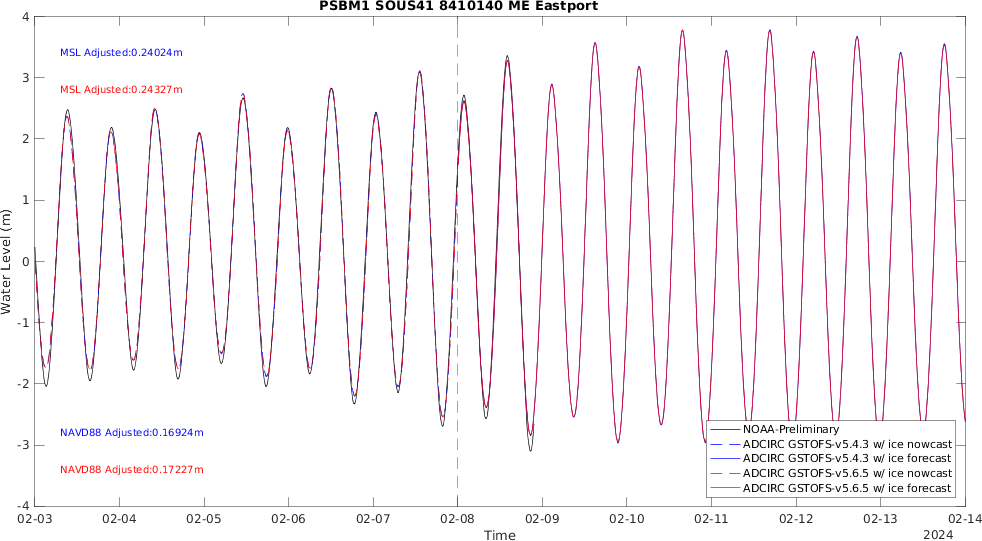 PSBM1 SOUS41 8410140 ME Eastport
4
3
2
1
0
-1
-2
-3
-4
Water Level (m)
MSL Adjusted:0.24024m
MSL Adjusted:0.24327m
NAVD88 Adjusted:0.16924m
NAVD88 Adjusted:0.17227m
NOAA-Preliminary
ADCIRC GSTOFS-v5.4.3 w/ ice nowcast
ADCIRC GSTOFS-v5.4.3 w/ ice forecast
ADCIRC GSTOFS-v5.6.5 w/ ice nowcast
ADCIRC GSTOFS-v5.6.5 w/ ice forecast
02-03 02-04 02-05 02-06 02-07 02-08 02-09 02-10 02-11 02-12 02-13 02-14
Time
2024